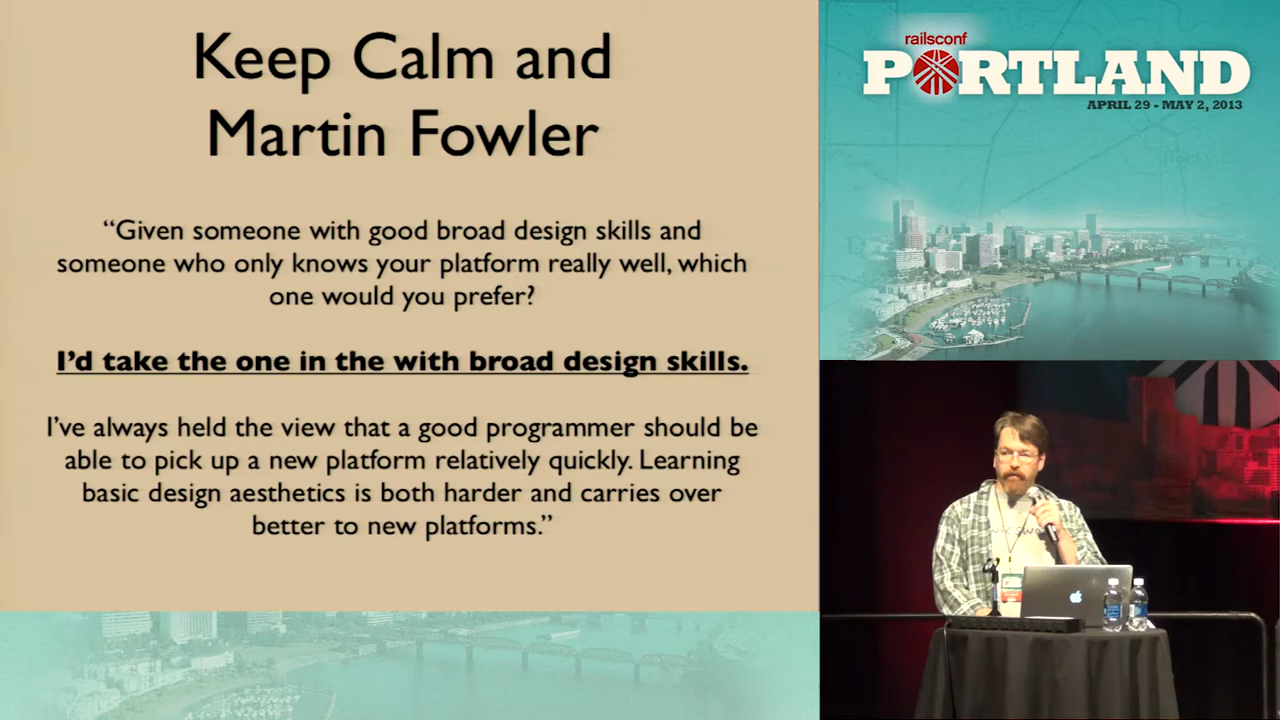 Keep Calm and
Martin Fowler
“Given someone with good broad design skills and
someone who only knows your platform really well, which
one would you prefer?
I’d take the one in the with broad design skills.
I’ve always held the view that a good programmer should be
able to pick up a new platform relatively quickly. Learning
basic design aesthetics is both harder and carries over
better to new platforms.”
railsconf
PORTLAND
APRIL 29 - MAY 2, 2013